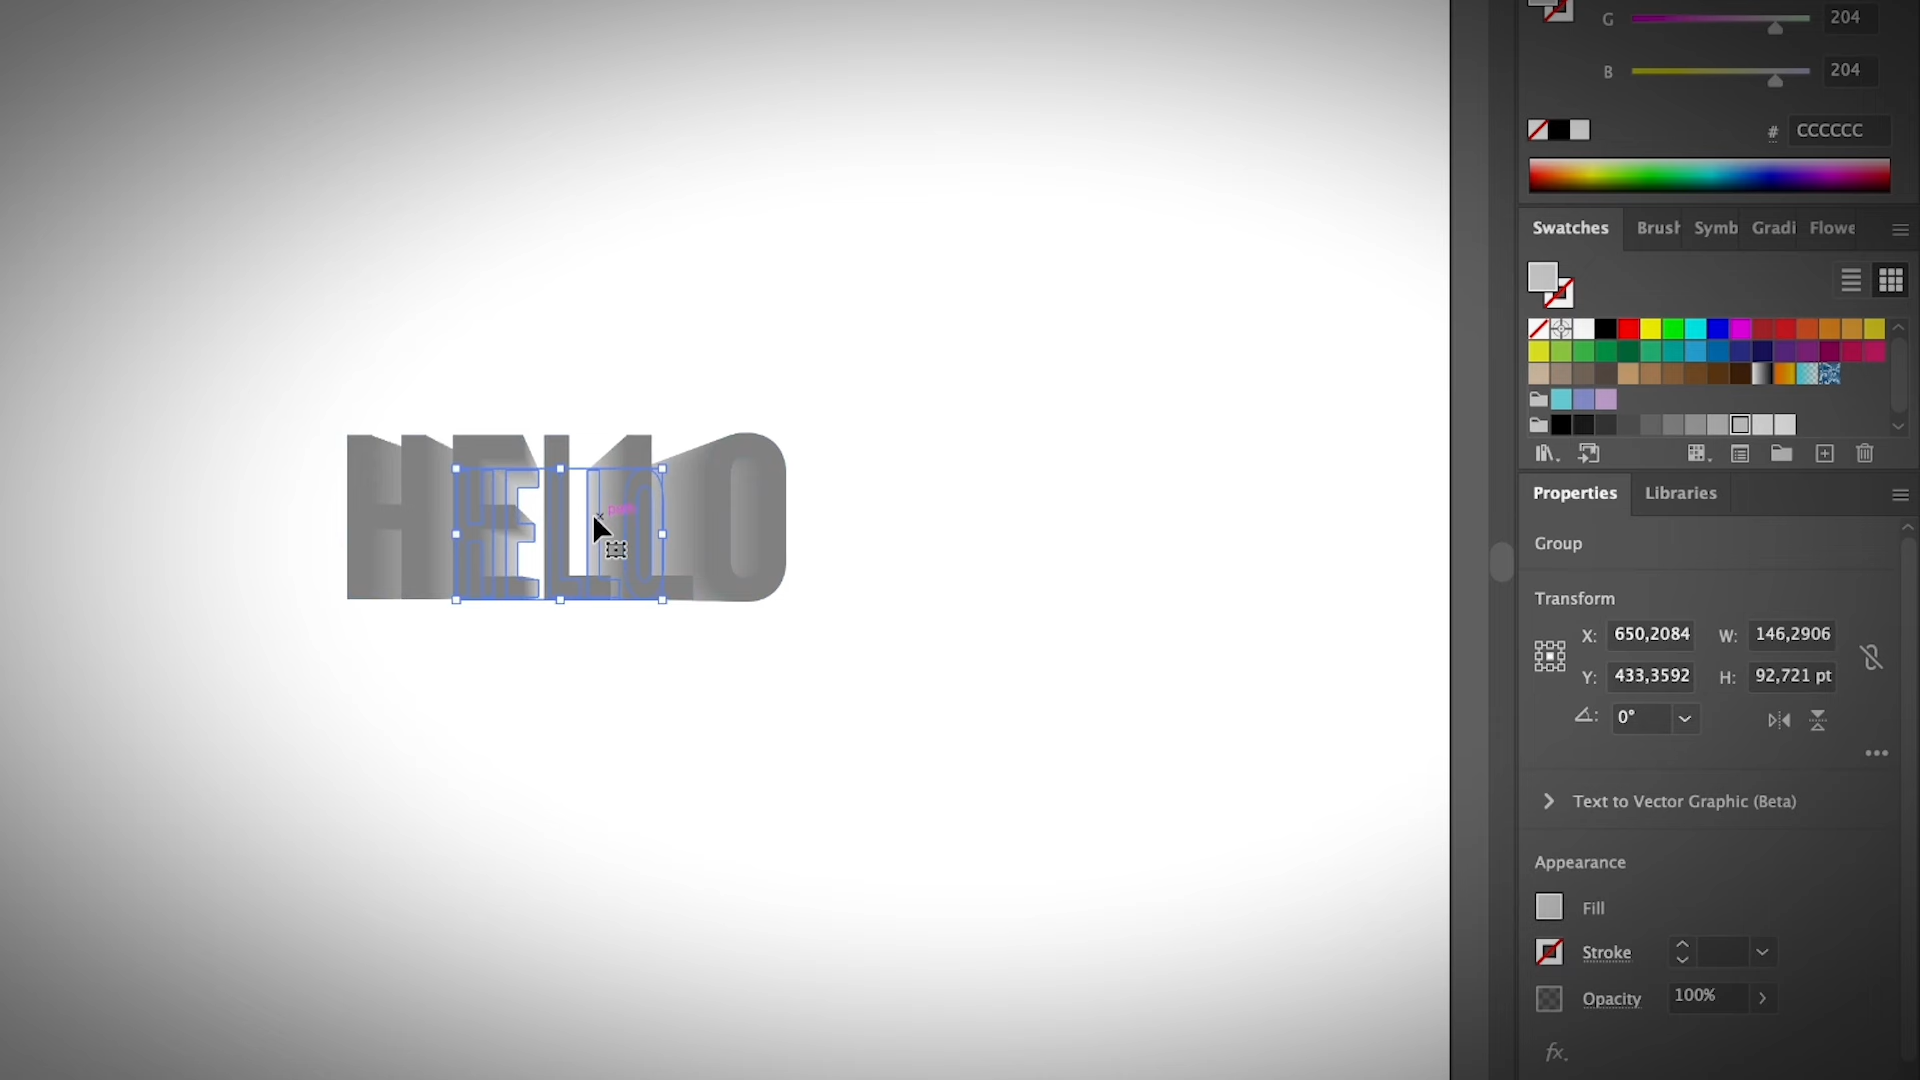 G 204
B 204
# CCCCCC
Swatches Brush Symb Gradi Flowe
HELLO
Properties Libraries
Group
Transform
X: 650,2084 W: 146,2906
Y: 433,3592 H: 92,721 pt
0°
Text to Vector Graphic (Beta)
Appearance
Fill
Stroke
Opacity 100%
fx.